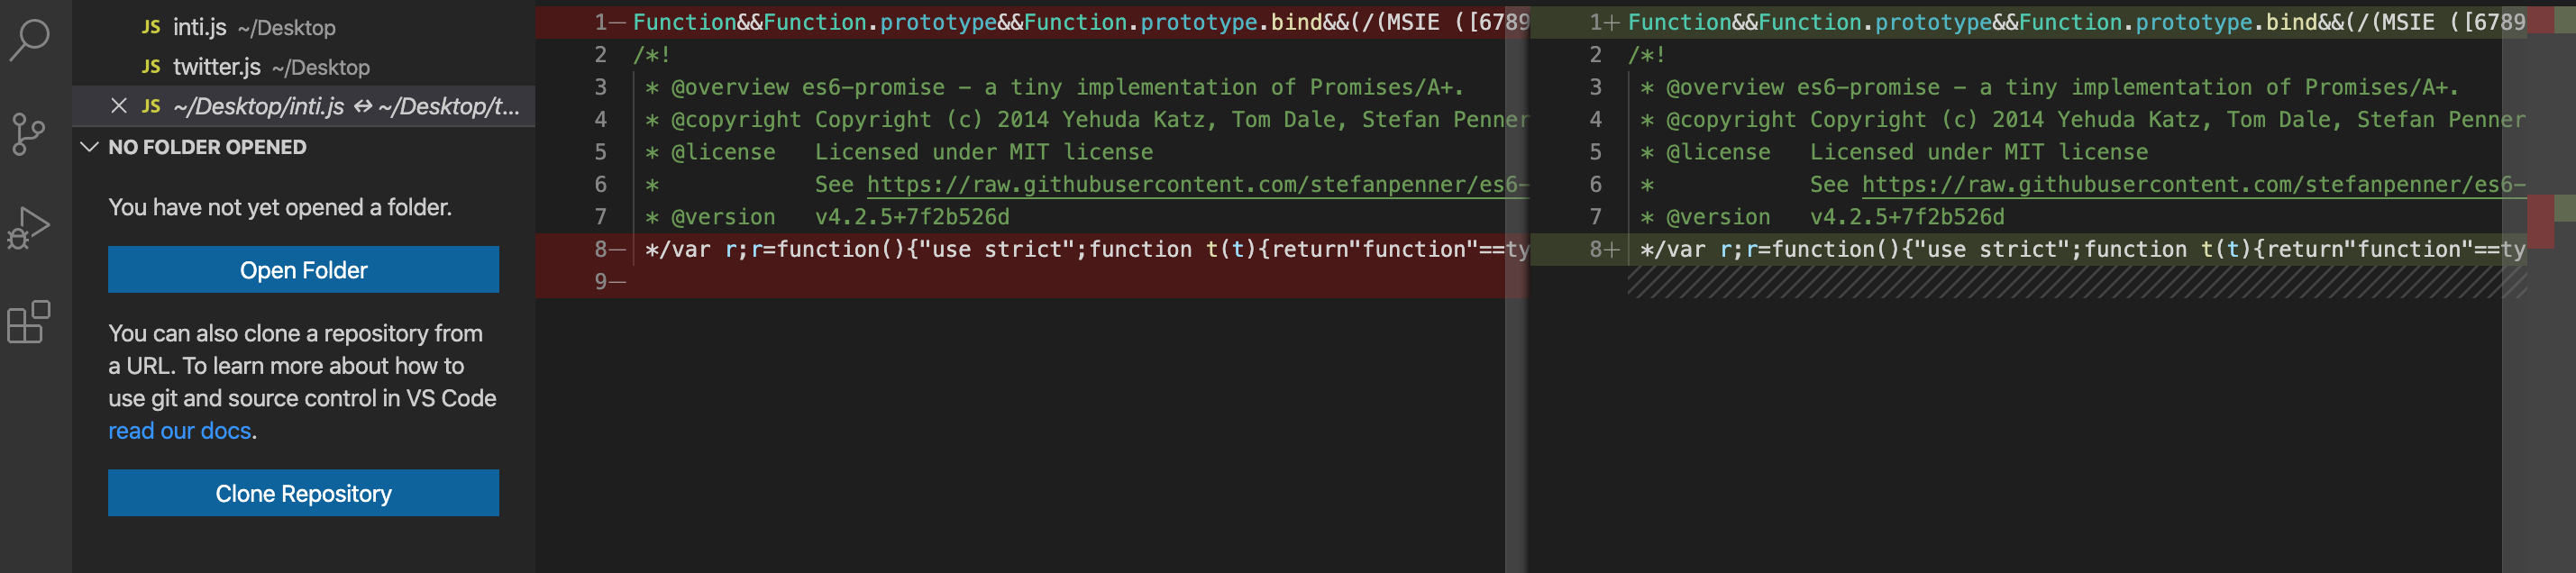 JS inti.js ~/Desktop
JS twitter.js ~/Desktop
JS ~/Desktop/inti.js ↔ ~/Desktop/t...
NO FOLDER OPENED
You have not yet opened a folder.
Open Folder
You can also clone a repository from
a URL. To learn more about how to
use git and source control in VS Code
read our docs.
Clone Repository
1— Function&&Function.prototype&&Function.prototype.bind&&(/(MSIE ([6789
2 /*!
3 * @overview es6-promise - a tiny implementation of Promises/A+.
4 * @copyright Copyright (c) 2014 Yehuda Katz, Tom Dale, Stefan Penner
5 * @license   Licensed under MIT license
6 *            See https://raw.githubusercontent.com/stefanpenner/es6-
7 * @version   v4.2.5+7f2b526d
8— */var r;r=function(){"use strict";function t(t){return"function"==ty
9—
1+ Function&&Function.prototype&&Function.prototype.bind&&(/(MSIE ([6789
2 /*!
3 * @overview es6-promise - a tiny implementation of Promises/A+.
4 * @copyright Copyright (c) 2014 Yehuda Katz, Tom Dale, Stefan Penner
5 * @license   Licensed under MIT license
6 *            See https://raw.githubusercontent.com/stefanpenner/es6-
7 * @version   v4.2.5+7f2b526d
8+ */var r;r=function(){"use strict";function t(t){return"function"==ty